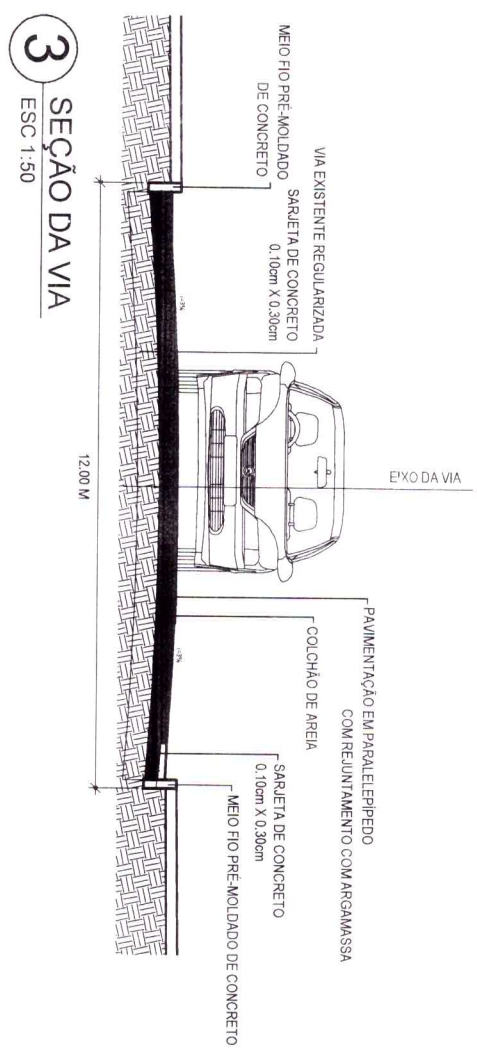 MEIO FIO PRÉ-MOLDADO
DE CONCRETO
VIA EXISTENTE REGULARIZADA
SARJETA DE CONCRETO
0.10cm X 0.30cm
EIXO DA VIA
PAVIMENTAÇÃO EM PARALELEPÍPEDO
COM REJUNTAMENTO COM ARGAMASSA
COLCHÃO DE AREIA
SARJETA DE CONCRETO
0.10cm X 0,30cm
MEIO FIO PRÉ-MOLDADO DE CONCRETO
i=3%
i=3%
12.00 M
3
SEÇÃO DA VIA
ESC 1:50